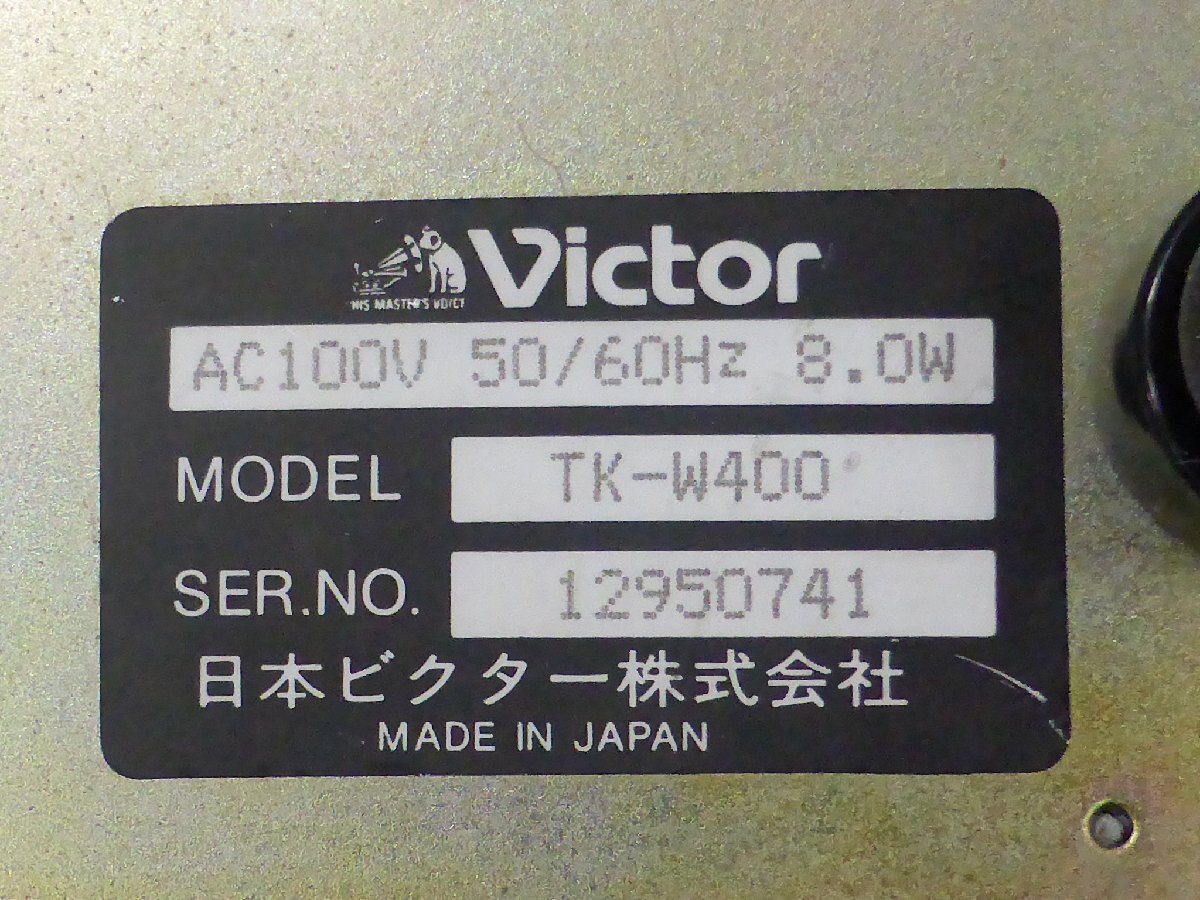 HIS MASTER'S VOICE
Victor
AC100V 50/60Hz 8.0W
MODEL TK-W400
SER.NO. 12950741
日本ビクター株式会社
MADE IN JAPAN